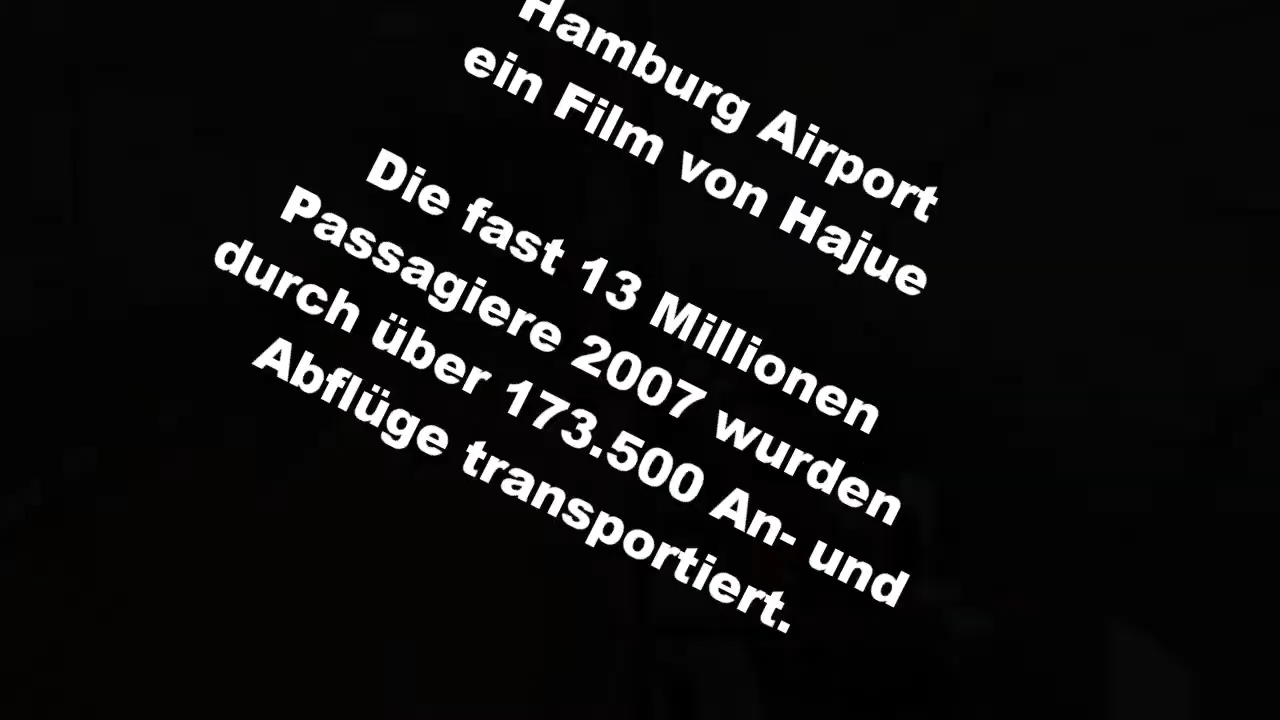 Hamburg Airport
ein Film von Hajue
Die fast 13 Millionen
Passagiere 2007 wurden
durch über 173.500 An- und
Abflüge transportiert.